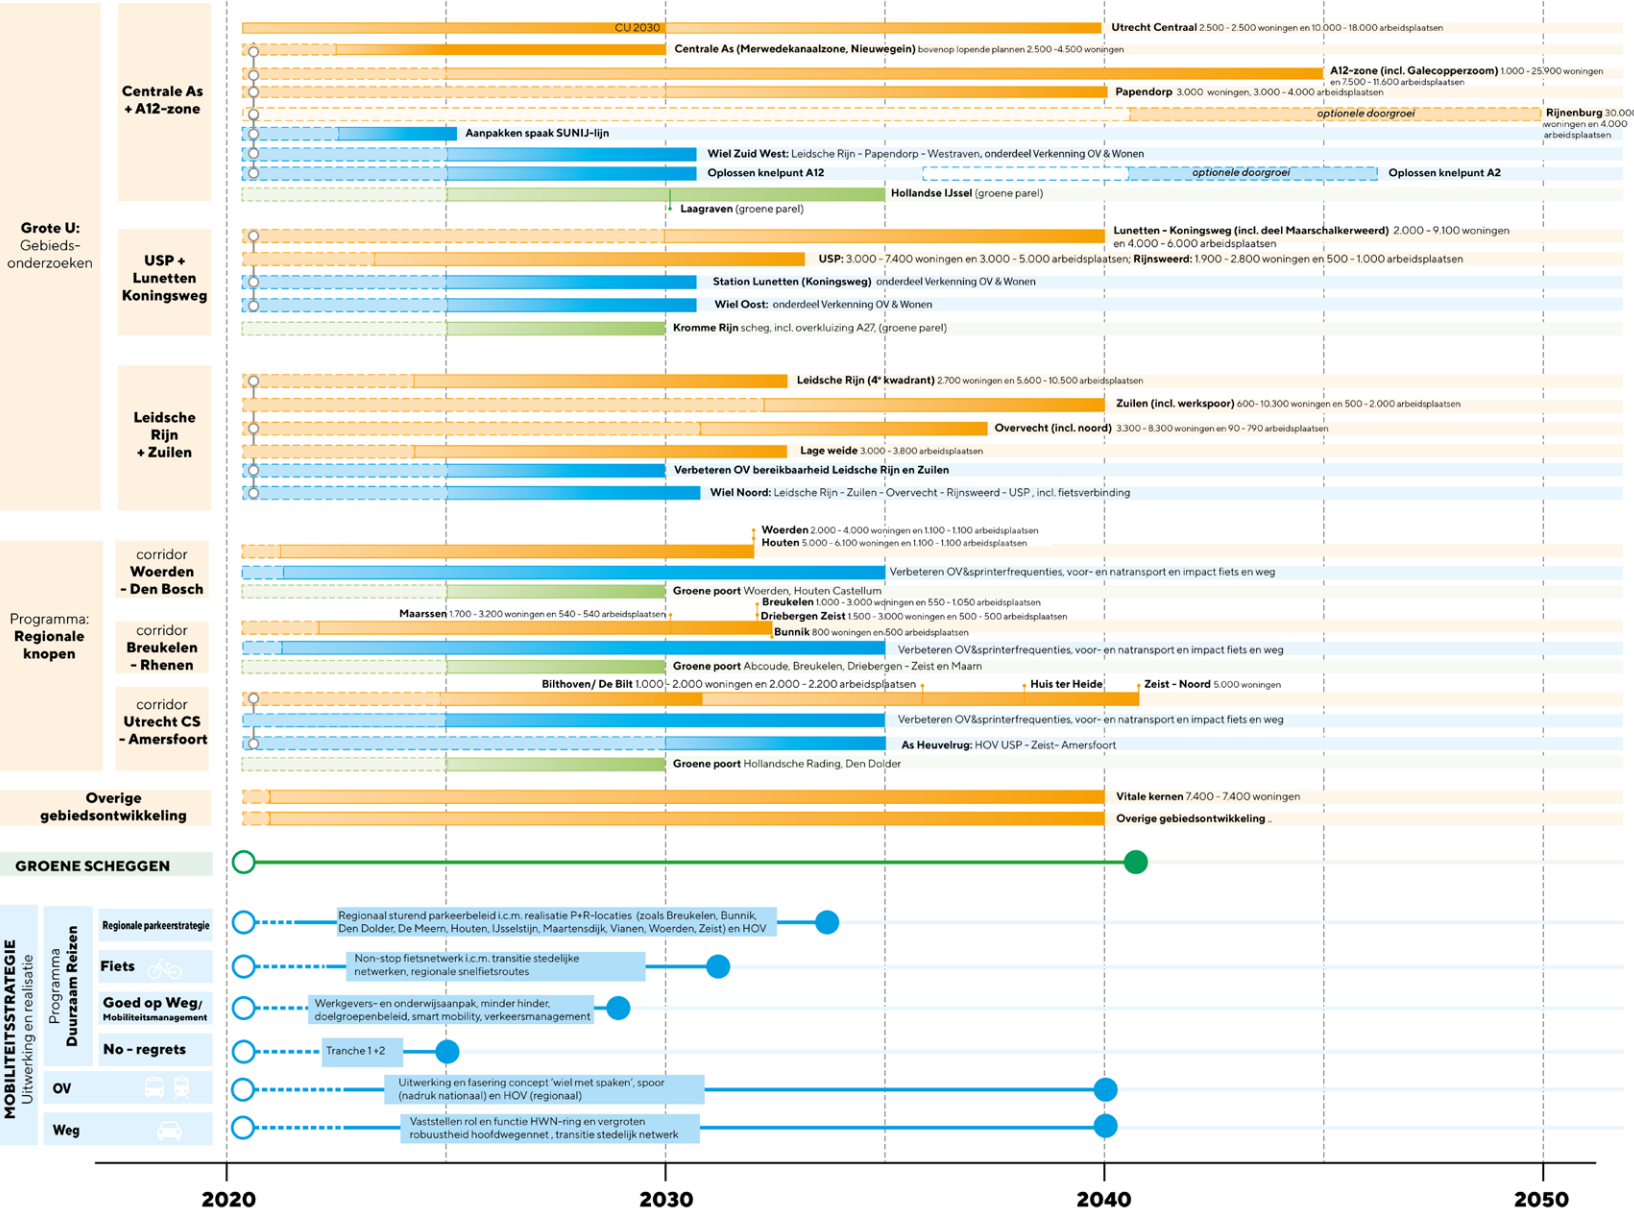 Grote U:
Gebieds-
onderzoeken
Centrale As
+ A12-zone
CU 2030
Utrecht Centraal 2.500 - 2.500 woningen en 10.000 - 18.000 arbeidsplaatsen
Centrale As (Merwedekanaalzone, Nieuwegein) bovenop lopende plannen 2.500 -4.500 woningen
A12-zone (incl. Galecopperzoom) 1.000 - 25.900 woningen
en 7.500 - 11.600 arbeidsplaatsen
Papendorp 3.000 woningen, 3.000 - 4.000 arbeidsplaatsen
optionele doorgroei
Rijnenburg 30.000
woningen en 4.000
arbeidsplaatsen
Aanpakken spaak SUNIJ-lijn
Wiel Zuid West: Leidsche Rijn - Papendorp - Westraven, onderdeel Verkenning OV & Wonen
Oplossen knelpunt A12
optionele doorgroei
Oplossen knelpunt A2
Hollandse IJssel (groene parel)
Laagraven (groene parel)
USP +
Lunetten
Koningsweg
Lunetten - Koningsweg (incl. deel Maarschalkerweerd) 2.000 - 9.100 woningen
en 4.000 - 6.000 arbeidsplaatsen
USP: 3.000 - 7.400 woningen en 3.000 - 5.000 arbeidsplaatsen; Rijnsweerd: 1.900 - 2.800 woningen en 500 - 1.000 arbeidsplaatsen
Station Lunetten (Koningsweg) onderdeel Verkenning OV & Wonen
Wiel Oost: onderdeel Verkenning OV & Wonen
Kromme Rijn scheg, incl. overkluizing A27, (groene parel)
Leidsche
Rijn
+ Zuilen
Leidsche Rijn (4e kwadrant) 2.700 woningen en 5.600 - 10.500 arbeidsplaatsen
Zuilen (incl. werkspoor) 600- 10.300 woningen en 500 - 2.000 arbeidsplaatsen
Overvecht (incl. noord) 3.300 - 8.300 woningen en 90 - 790 arbeidsplaatsen
Lage weide 3.000 - 3.800 arbeidsplaatsen
Verbeteren OV bereikbaarheid Leidsche Rijn en Zuilen
Wiel Noord: Leidsche Rijn - Zuilen - Overvecht - Rijnsweerd - USP , incl. fietsverbinding
Programma:
Regionale
knopen
corridor
Woerden
- Den Bosch
Woerden 2.000 - 4.000 woningen en 1.100 - 1.100 arbeidsplaatsen
Houten 5.000 - 6.100 woningen en 1.100 - 1.100 arbeidsplaatsen
Verbeteren OV&sprinterfrequenties, voor- en natransport en impact fiets en weg
Groene poort Woerden, Houten Castellum
corridor
Breukelen
- Rhenen
Breukelen 1.000 - 3.000 woningen en 550 - 1.050 arbeidsplaatsen
Maarssen 1.700 - 3.200 woningen en 540 - 540 arbeidsplaatsen
Driebergen Zeist 1.500 - 3.000 woningen en 500 - 500 arbeidsplaatsen
Bunnik 800 woningen en 500 arbeidsplaatsen
Verbeteren OV&sprinterfrequenties, voor- en natransport en impact fiets en weg
Groene poort Abcoude, Breukelen, Driebergen - Zeist en Maarn
corridor
Utrecht CS
- Amersfoort
Bilthoven/ De Bilt 1.000 - 2.000 woningen en 2.000 - 2.200 arbeidsplaatsen
Huis ter Heide
Zeist - Noord 5.000 woningen
Verbeteren OV&sprinterfrequenties, voor- en natransport en impact fiets en weg
As Heuvelrug: HOV USP - Zeist- Amersfoort
Groene poort Hollandsche Rading, Den Dolder
Overige
gebiedsontwikkeling
Vitale kernen 7.400 - 7.400 woningen
Overige gebiedsontwikkeling ..
GROENE SCHEGGEN
MOBILITEITSSTRATEGIE
Uitwerking en realisatie
Programma
Duurzaam Reizen
Regionale parkeerstrategie
Regionaal sturend parkeerbeleid i.c.m. realisatie P+R-locaties (zoals Breukelen, Bunnik,
Den Dolder, De Meern, Houten, IJsselstijn, Maartensdijk, Vianen, Woerden, Zeist) en HOV
Fiets
Non-stop fietsnetwerk i.c.m. transitie stedelijke
netwerken, regionale snelfietsroutes
Goed op Weg/
Mobiliteitsmanagement
Werkgevers- en onderwijsaanpak, minder hinder,
doelgroepenbeleid, smart mobility, verkeersmanagement
No - regrets
Tranche 1 +2
OV
Uitwerking en fasering concept 'wiel met spaken', spoor
(nadruk nationaal) en HOV (regionaal)
Weg
Vaststellen rol en functie HWN-ring en vergroten
robuustheid hoofdwegennet , transitie stedelijk netwerk
2020
2030
2040
2050